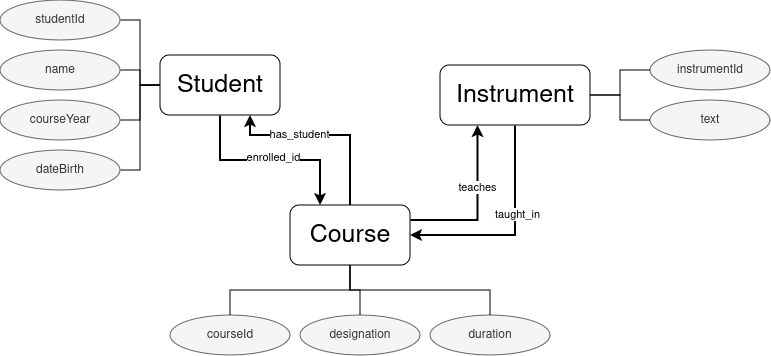 studentId
name
courseYear
dateBirth
Student
Instrument
instrumentId
text
has_student
enrolled_id
teaches
taught_in
Course
courseId
designation
duration